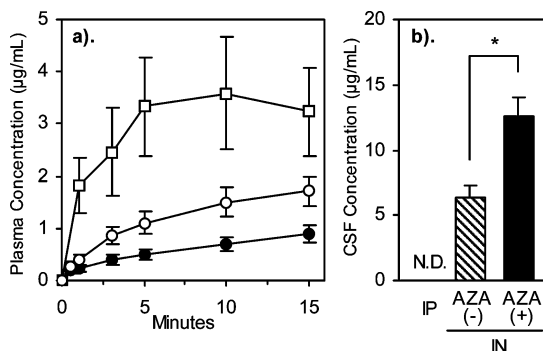 a).
Plasma Concentration (µg/mL)
5
4
3
2
1
0
0
5
10
15
Minutes
b).
CSF Concentration (µg/mL)
20
15
10
5
0
*
N.D.
IP
AZA
(-)
AZA
(+)
IN